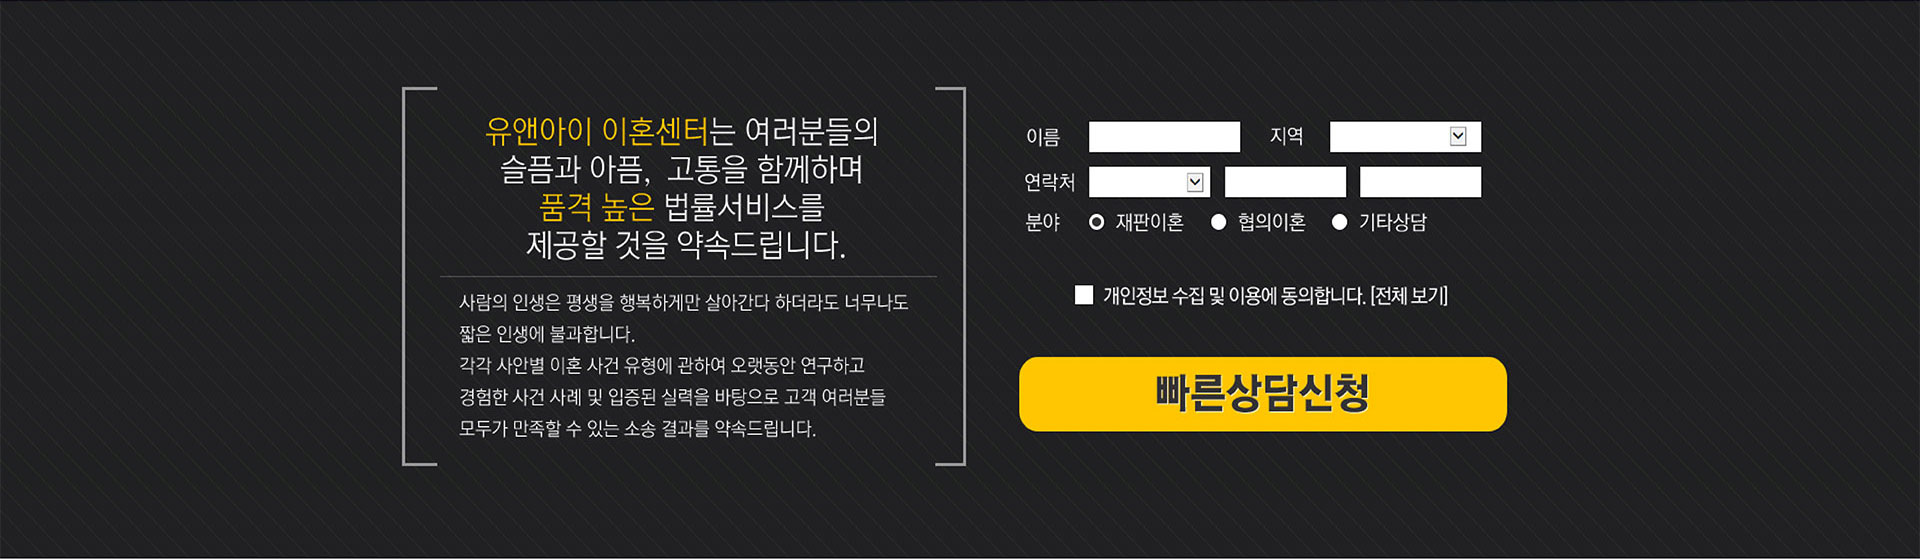 유앤아이 이혼센터는 여러분들의
슬픔과 아픔, 고통을 함께하며
품격 높은 법률서비스를
제공할 것을 약속드립니다.
사람의 인생은 평생을 행복하게만 살아간다 하더라도 너무나도
짧은 인생에 불과합니다.
각각 사안별 이혼 사건 유형에 관하여 오랫동안 연구하고
경험한 사건 사례 및 입증된 실력을 바탕으로 고객 여러분들
모두가 만족할 수 있는 소송 결과를 약속드립니다.
이름 지역
연락처
분야 재판이혼 협의이혼 기타상담
개인정보 수집 및 이용에 동의합니다. [전체 보기]
빠른상담신청